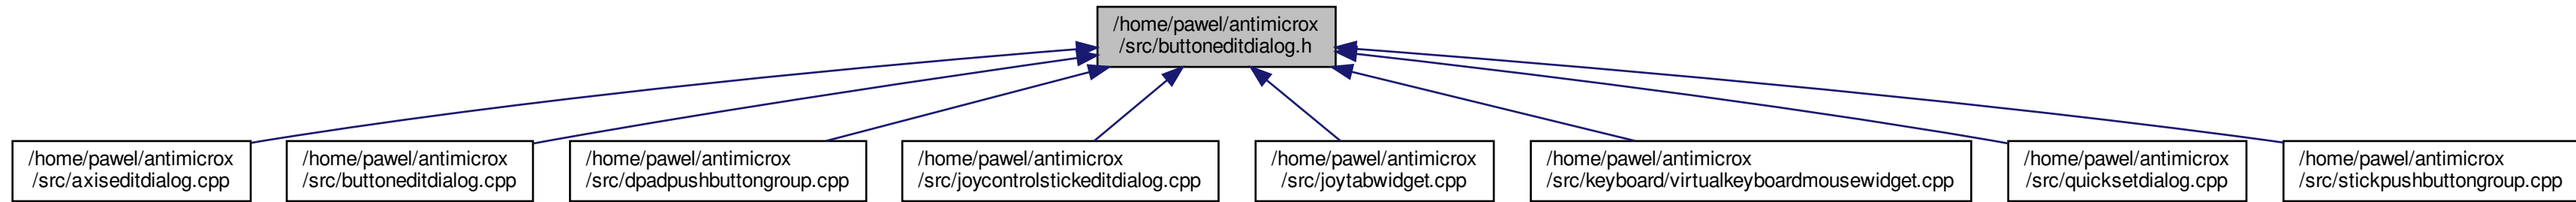 /home/pawel/antimicrox
/src/buttoneditdialog.h
/home/pawel/antimicrox
/src/axiseditdialog.cpp
/home/pawel/antimicrox
/src/buttoneditdialog.cpp
/home/pawel/antimicrox
/src/dpadpushbuttongroup.cpp
/home/pawel/antimicrox
/src/joycontrolstickeditdialog.cpp
/home/pawel/antimicrox
/src/joytabwidget.cpp
/home/pawel/antimicrox
/src/keyboard/virtualkeyboardmousewidget.cpp
/home/pawel/antimicrox
/src/quicksetdialog.cpp
/home/pawel/antimicrox
/src/stickpushbuttongroup.cpp